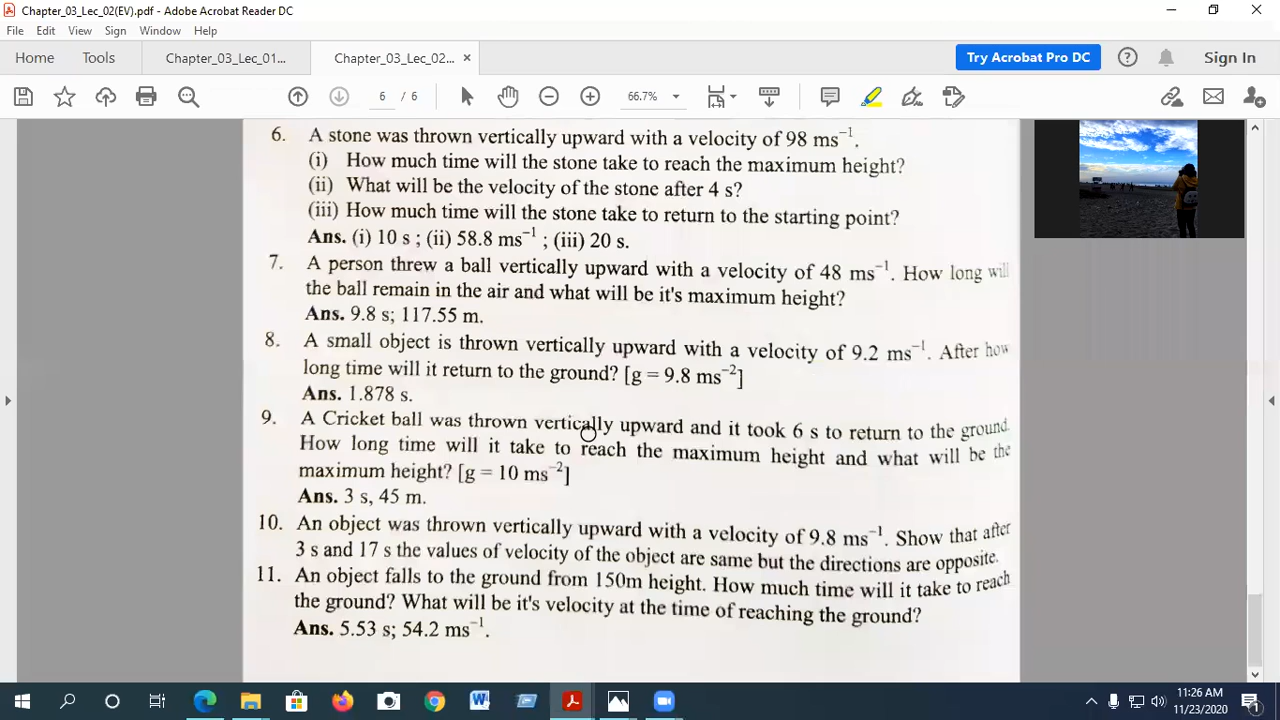 Chapter_03_Lec_02(EV).pdf - Adobe Acrobat Reader DC
File Edit View Sign Window Help
Home Tools Chapter_03_Lec_01... Chapter_03_Lec_02... × Try Acrobat Pro DC Sign In
6 / 6 66.7%
6. A stone was thrown vertically upward with a velocity of 98 ms⁻¹.
(i) How much time will the stone take to reach the maximum height?
(ii) What will be the velocity of the stone after 4 s?
(iii) How much time will the stone take to return to the starting point?
Ans. (i) 10 s ; (ii) 58.8 ms⁻¹ ; (iii) 20 s.
7. A person threw a ball vertically upward with a velocity of 48 ms⁻¹. How long will
the ball remain in the air and what will be it's maximum height?
Ans. 9.8 s; 117.55 m.
8. A small object is thrown vertically upward with a velocity of 9.2 ms⁻¹. After how
long time will it return to the ground? [g = 9.8 ms⁻²]
Ans. 1.878 s.
9. A Cricket ball was thrown vertically upward and it took 6 s to return to the ground.
How long time will it take to reach the maximum height and what will be the
maximum height? [g = 10 ms⁻²]
Ans. 3 s, 45 m.
10. An object was thrown vertically upward with a velocity of 9.8 ms⁻¹. Show that after
3 s and 17 s the values of velocity of the object are same but the directions are opposite.
11. An object falls to the ground from 150m height. How much time will it take to reach
the ground? What will be it's velocity at the time of reaching the ground?
Ans. 5.53 s; 54.2 ms⁻¹.
11:26 AM
11/23/2020